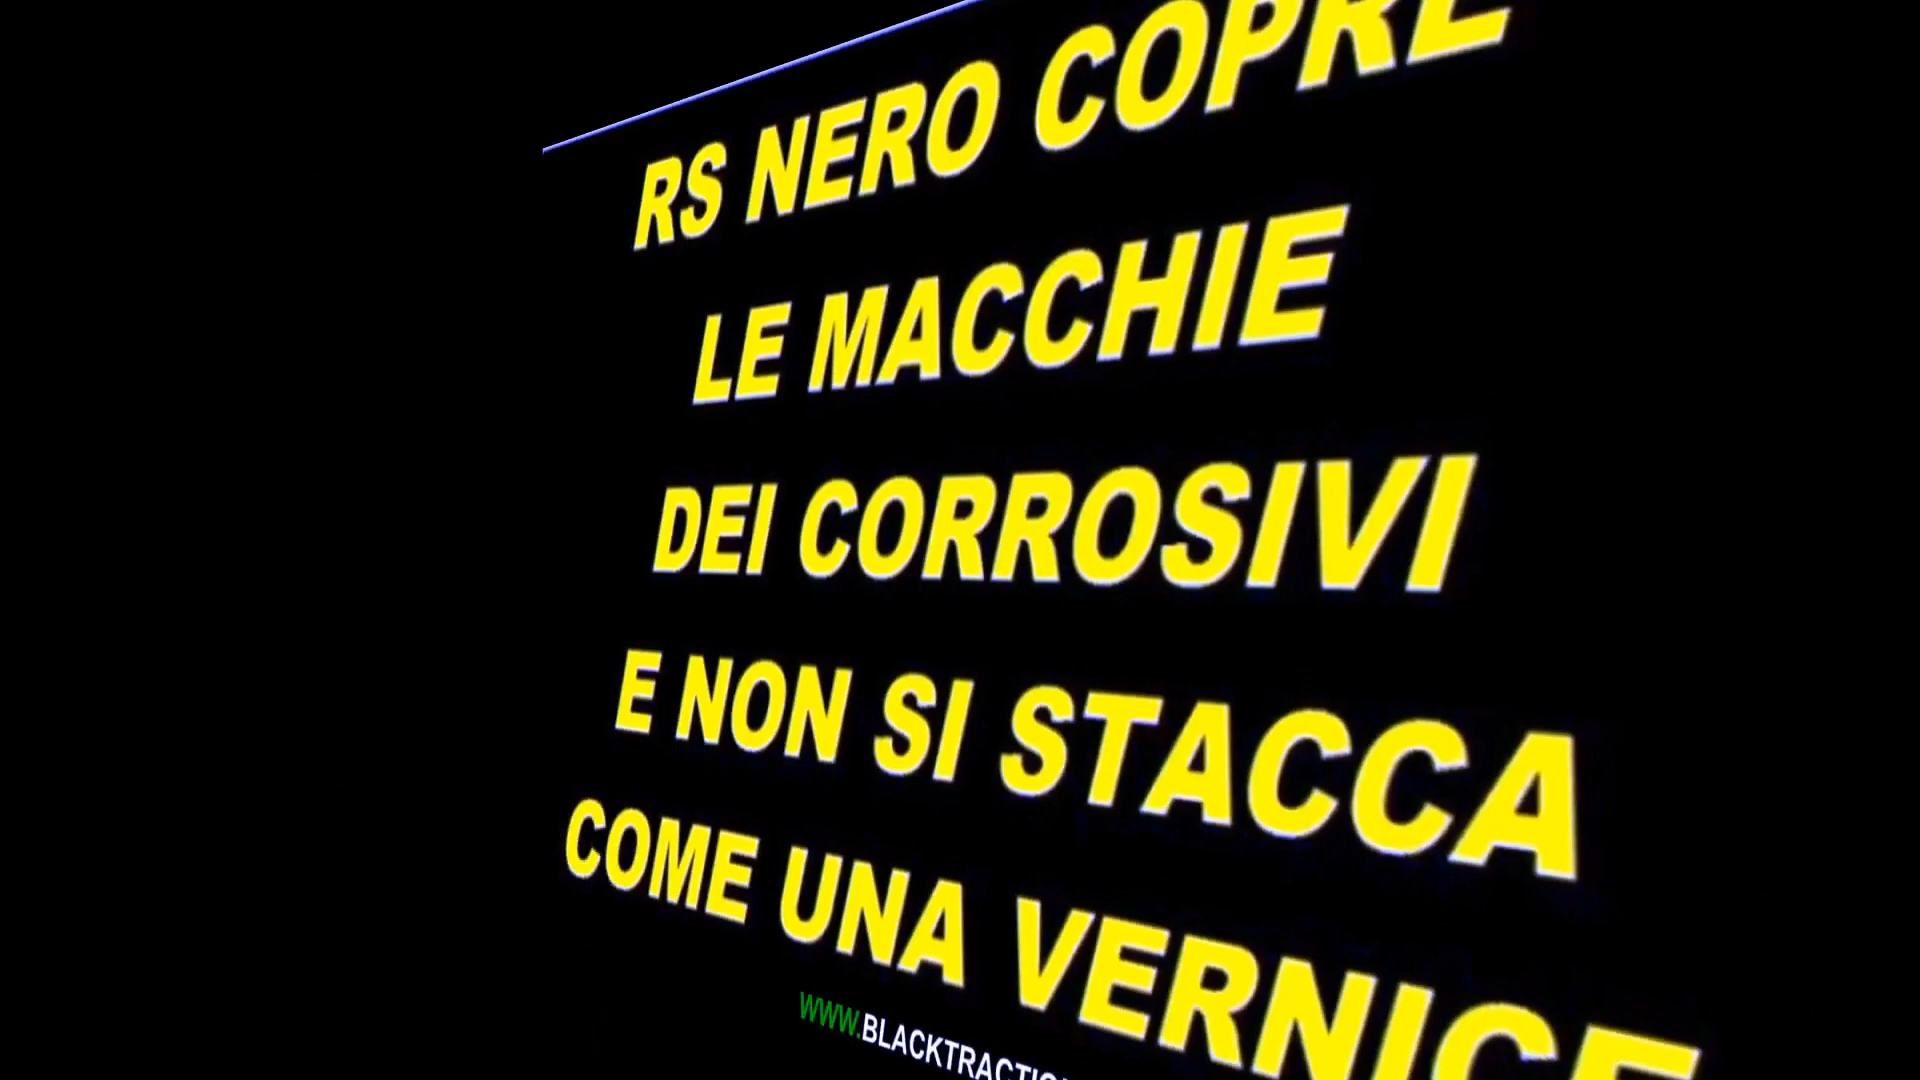 RS NERO COPRE
LE MACCHIE
DEI CORROSIVI
E NON SI STACCA
COME UNA VERNICE